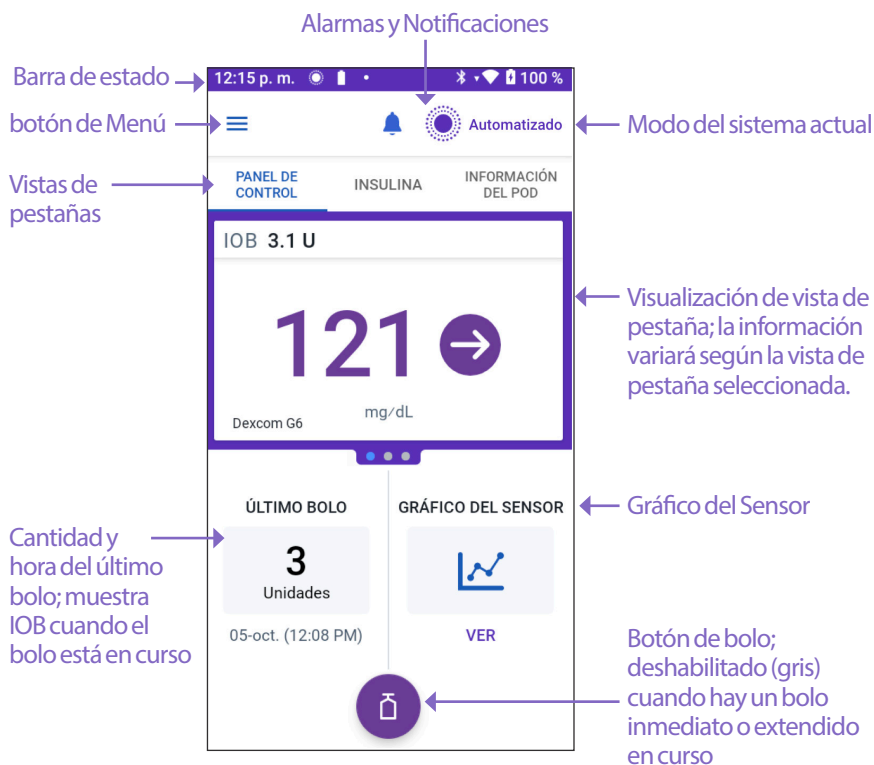 Alarmas y Notificaciones
Barra de estado
12:15 p. m.
100 %
botón de Menú
Automatizado
Modo del sistema actual
Vistas de
pestañas
PANEL DE
CONTROL
INSULINA
INFORMACIÓN
DEL POD
IOB 3.1 U
121
mg/dL
Dexcom G6
Visualización de vista de
pestaña; la información
variará según la vista de
pestaña seleccionada.
ÚLTIMO BOLO
GRÁFICO DEL SENSOR
Gráfico del Sensor
Cantidad y
hora del último
bolo; muestra
IOB cuando el
bolo está en curso
3
Unidades
05-oct. (12:08 PM)
VER
Botón de bolo;
deshabilitado (gris)
cuando hay un bolo
inmediato o extendido
en curso